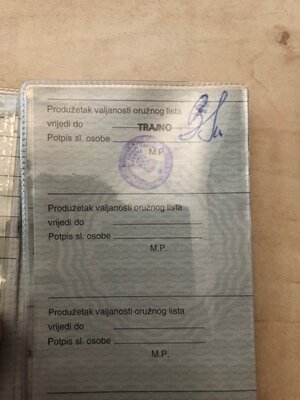 Produžetak valjanosti oružnog lista
vrijedi do TRAJNO
Potpis sl. osobe
M.P.
Produžetak valjanosti oružnog lista
vrijedi do
Potpis sl. osobe
M.P.
Produžetak valjanosti oružnog lista
vrijedi do
Potpis sl. osobe
3
M.P.